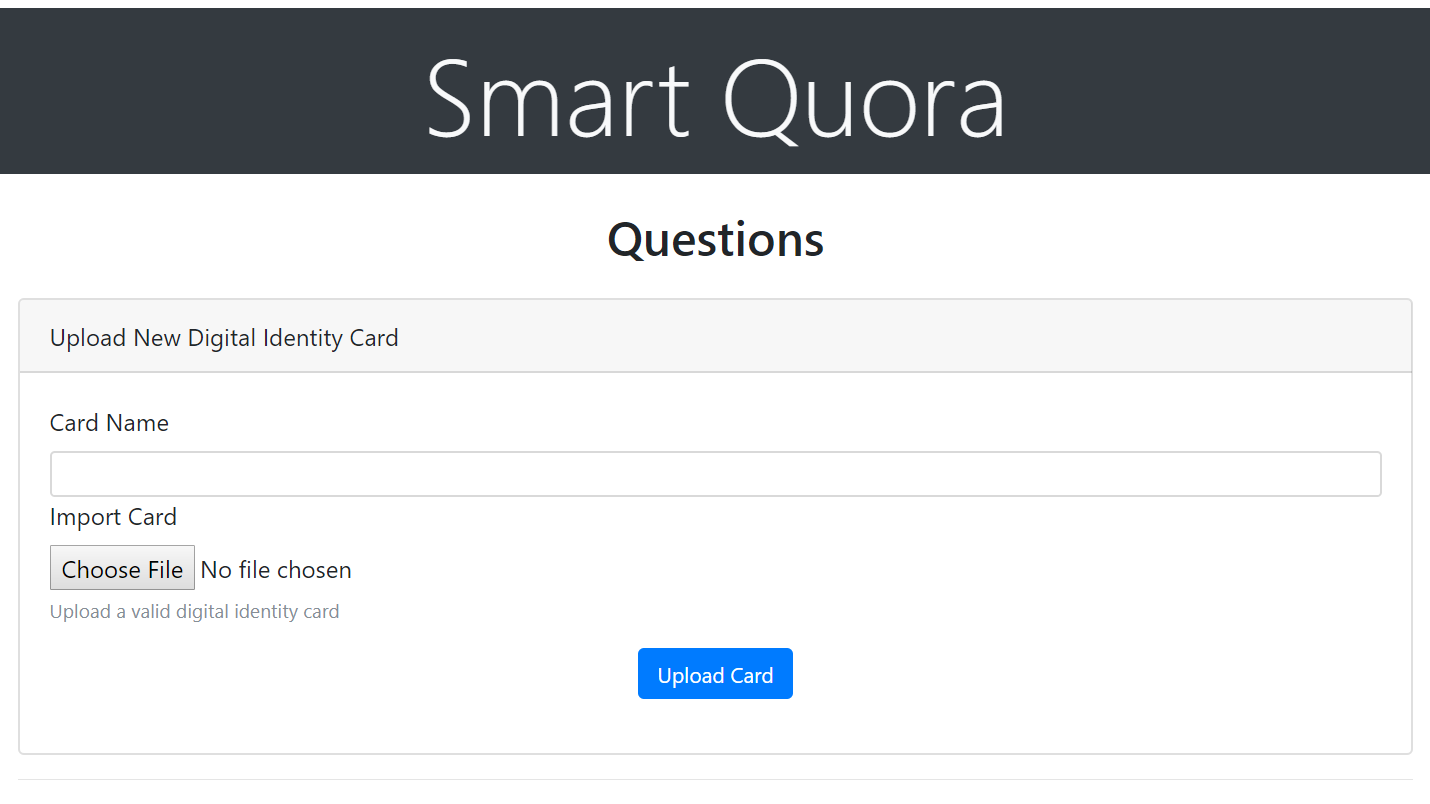 Smart Quora
Questions
Upload New Digital Identity Card
Card Name
Import Card
Choose File No file chosen
Upload a valid digital identity card
Upload Card